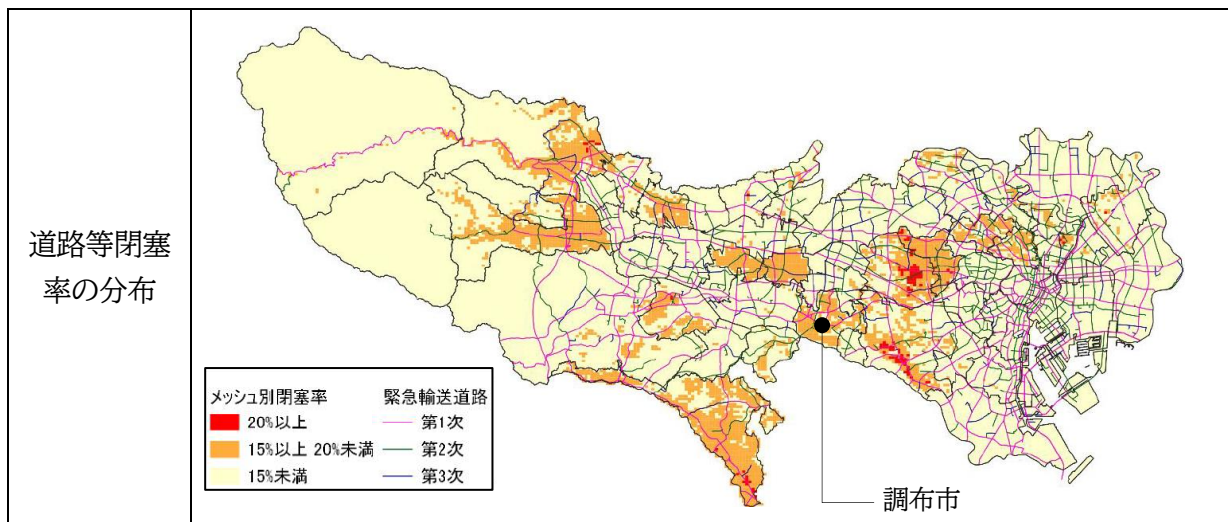 道路等閉塞
率の分布
メッシュ別閉塞率
20%以上
15%以上 20%未満
15%未満
緊急輸送道路
第1次
第2次
第3次
調布市